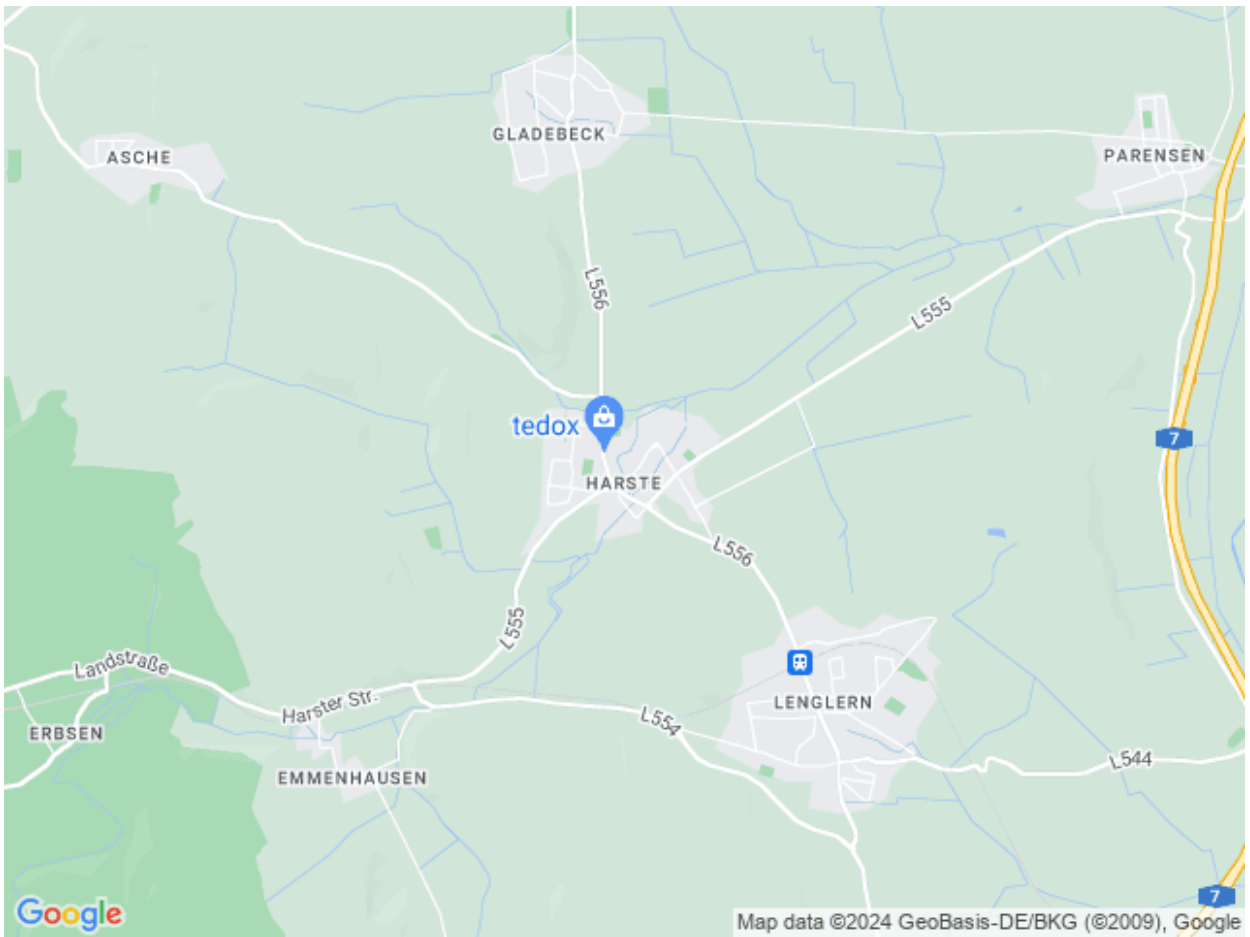 GLADEBECK
ASCHE
PARENSEN
L556
L555
tedox
7
HARSTE
L556
L555
Landstraße
Harster Str.
LENGLERN
L554
ERBSEN
L544
EMMENHAUSEN
7
Google
Map data ©2024 GeoBasis-DE/BKG (©2009), Google